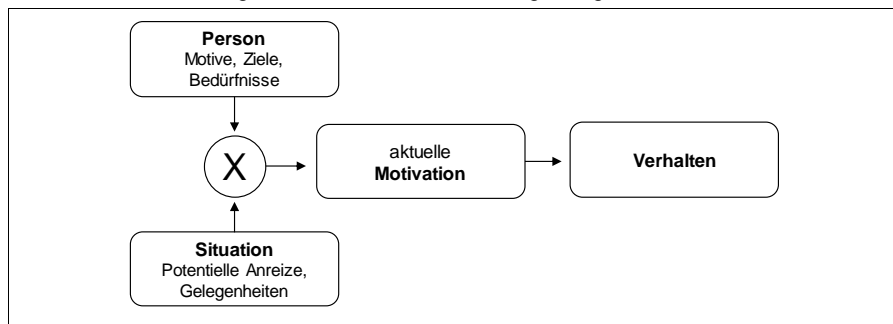 Person
Motive, Ziele,
Bedürfnisse
X
aktuelle
Motivation
Verhalten
Situation
Potentielle Anreize,
Gelegenheiten